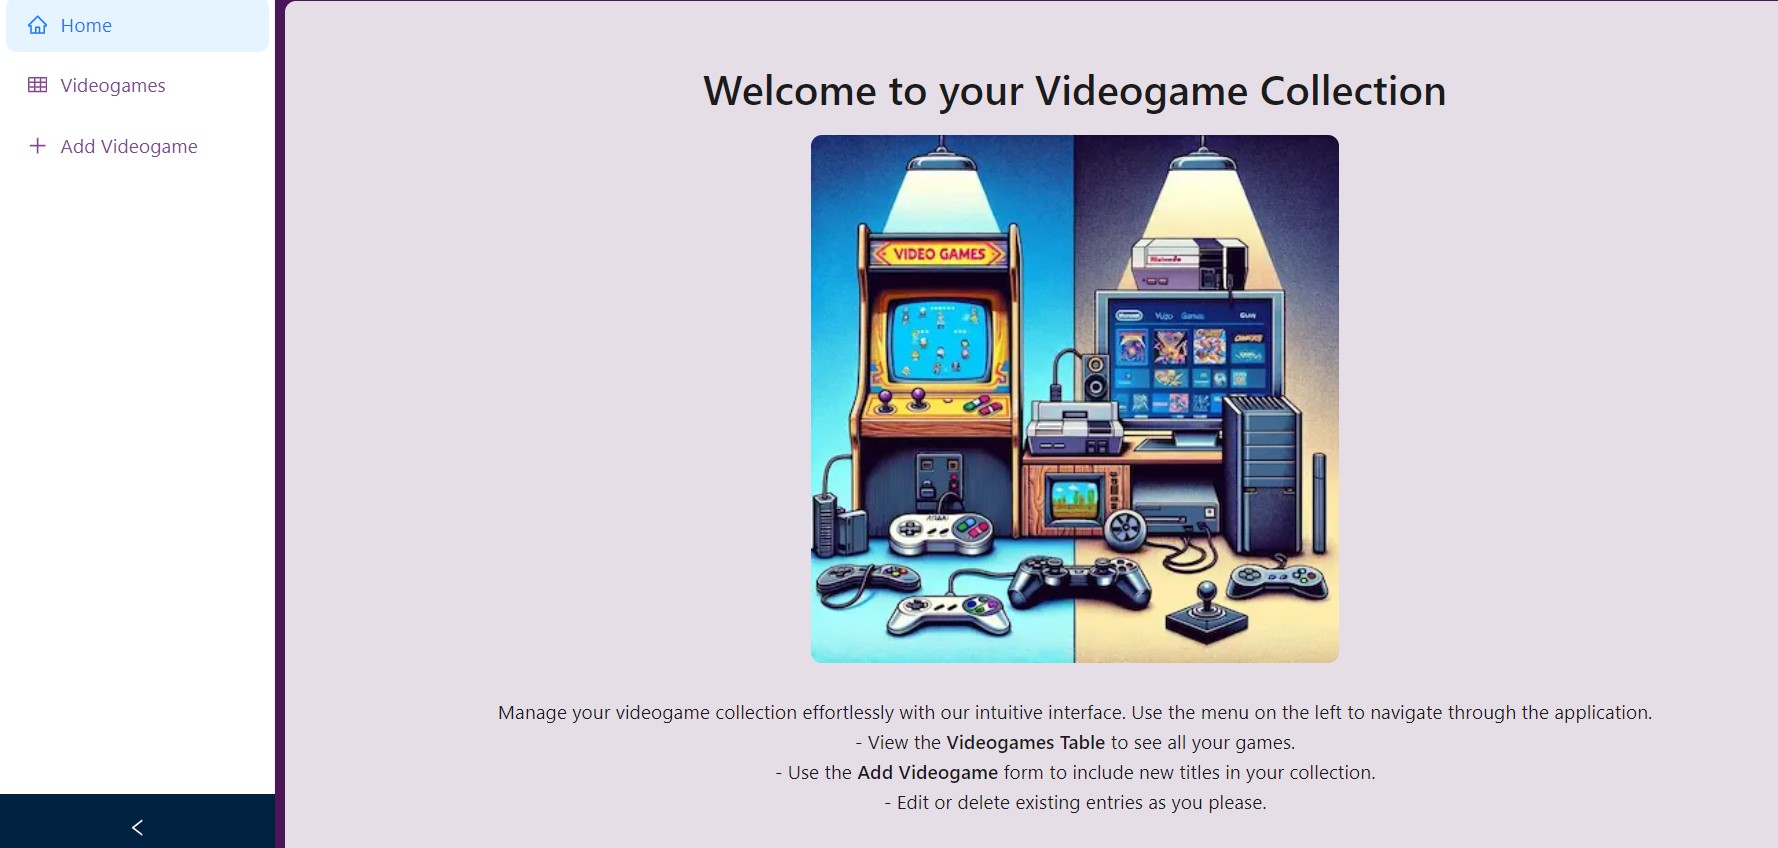 Home
Videogames
Add Videogame
Welcome to your Videogame Collection
VIDEO GAMES
Manage your videogame collection effortlessly with our intuitive interface. Use the menu on the left to navigate through the application.
- View the Videogames Table to see all your games.
- Use the Add Videogame form to include new titles in your collection.
- Edit or delete existing entries as you please.